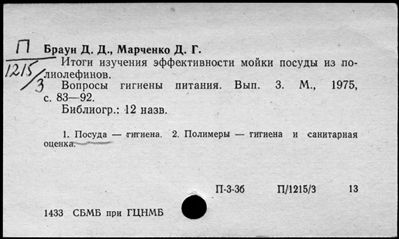 П
1215/3
Браун Д. Д., Марченко Д. Г.
Итоги изучения эффективности мойки посуды из по-
лиолефинов.
Вопросы гигиены питания. Вып. 3. М., 1975,
с. 83—92.
Библиогр.: 12 назв.
1. Посуда — гигиена. 2. Полимеры — гигиена и санитарная
оценка.
П-3-3б П/1215/3 13
1433 СБМБ при ГЦНМБ